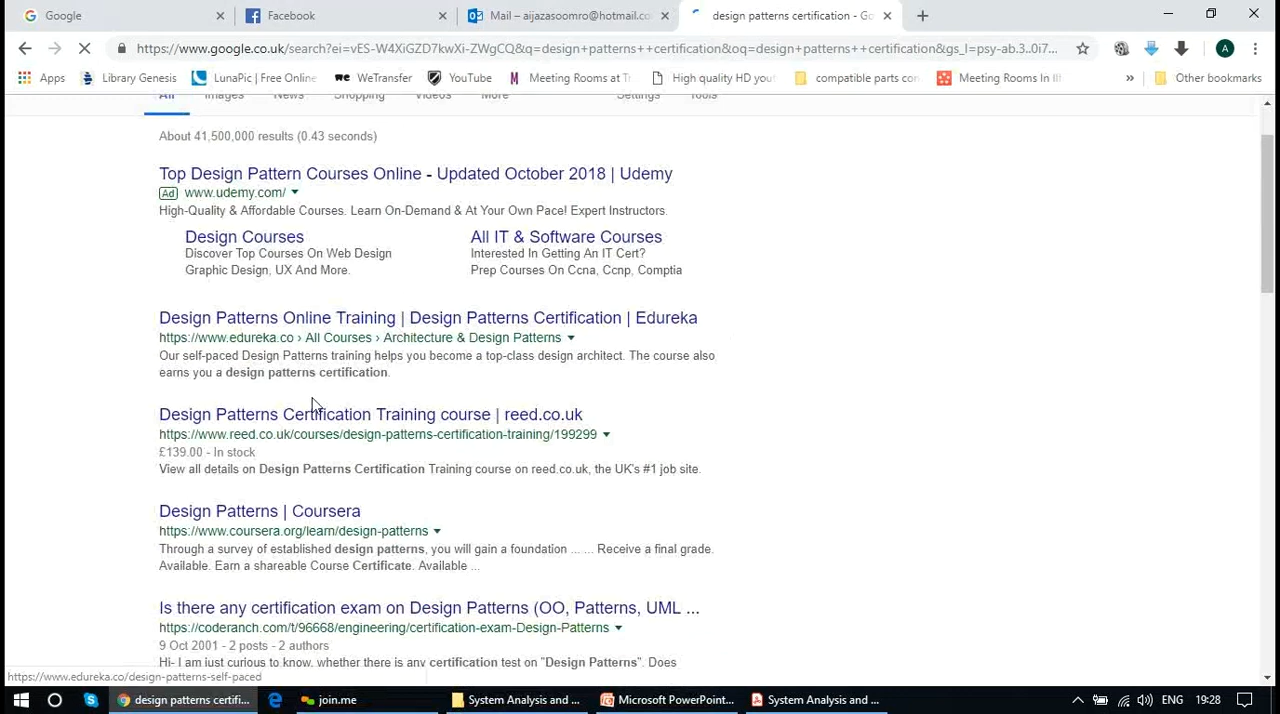 Google
Facebook
Mail – aijazasoomro@hotmail.co
design patterns certification - Go
https://www.google.co.uk/search?ei=vES-W4XiGZD7kwXi-ZWgCQ&q=design+patterns++certification&oq=design+patterns++certification&gs_l=psy-ab.3..0i7...
A
Apps
Library Genesis
LunaPic | Free Online
WeTransfer
YouTube
Meeting Rooms at Tr
High quality HD yout
compatible parts.con
Meeting Rooms In Ilf
»
Other bookmarks
All Images News Shopping Videos More Settings Tools
About 41,500,000 results (0.43 seconds)
Top Design Pattern Courses Online - Updated October 2018 | Udemy
Ad www.udemy.com/
High-Quality & Affordable Courses. Learn On-Demand & At Your Own Pace! Expert Instructors.
Design Courses
Discover Top Courses On Web Design
Graphic Design, UX And More.
All IT & Software Courses
Interested In Getting An IT Cert?
Prep Courses On Ccna, Ccnp, Comptia
Design Patterns Online Training | Design Patterns Certification | Edureka
https://www.edureka.co › All Courses › Architecture & Design Patterns
Our self-paced Design Patterns training helps you become a top-class design architect. The course also
earns you a design patterns certification.
Design Patterns Certification Training course | reed.co.uk
https://www.reed.co.uk/courses/design-patterns-certification-training/199299
£139.00 - In stock
View all details on Design Patterns Certification Training course on reed.co.uk, the UK's #1 job site.
Design Patterns | Coursera
https://www.coursera.org/learn/design-patterns
Through a survey of established design patterns, you will gain a foundation ... ... Receive a final grade.
Available. Earn a shareable Course Certificate. Available ...
Is there any certification exam on Design Patterns (OO, Patterns, UML ...
https://coderanch.com/t/96668/engineering/certification-exam-Design-Patterns
9 Oct 2001 - 2 posts - 2 authors
Hi- I am just curious to know, whether there is any certification test on "Design Patterns". Does
https://www.edureka.co/design-patterns-self-paced
design patterns certifi...
join.me
System Analysis and ...
Microsoft PowerPoint...
System Analysis and ...
ENG
19:28